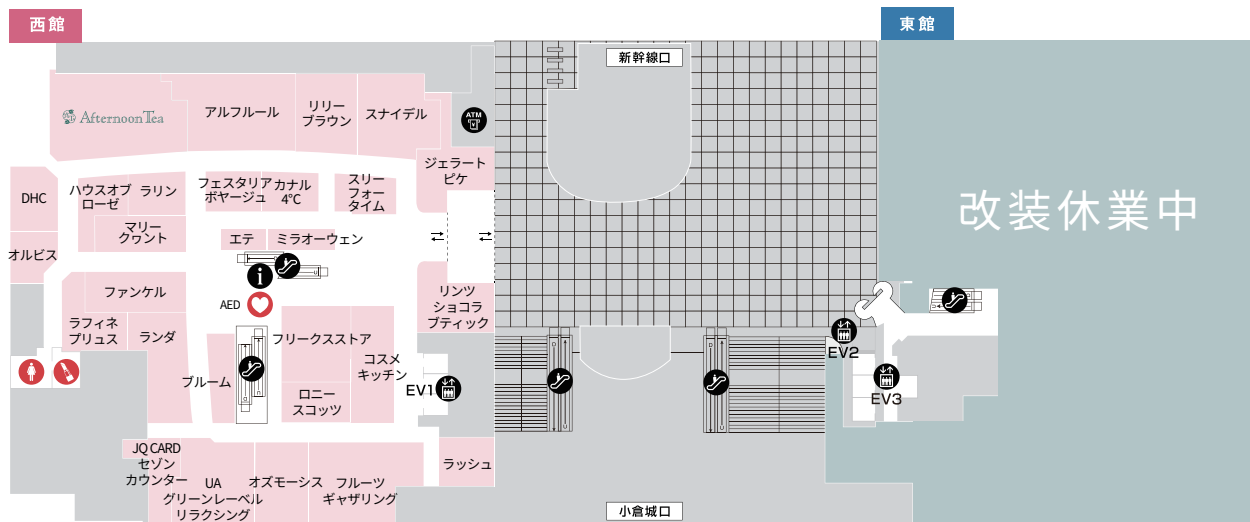 西館
東館
新幹線口
Afternoon Tea
アルフルール
リリー
ブラウン
スナイデル
ATM
ジェラート
ピケ
DHC
ハウスオブ
ローゼ
ラリン
フェスタリア
ボヤージュ
カナル
4℃
スリー
フォー
タイム
改装休業中
マリー
クヮント
エテ
ミラオーウェン
オルビス
i
AED
ファンケル
リンツ
ショコラ
ブティック
ラフィネ
プリュス
ランダ
フリークスストア
コスメ
キッチン
ブルーム
ロニー
スコッツ
EV1
EV2
EV3
JQ CARD
セゾン
カウンター
UA
グリーンレーベル
リラクシング
オズモーシス
フルーツ
ギャザリング
ラッシュ
小倉城口